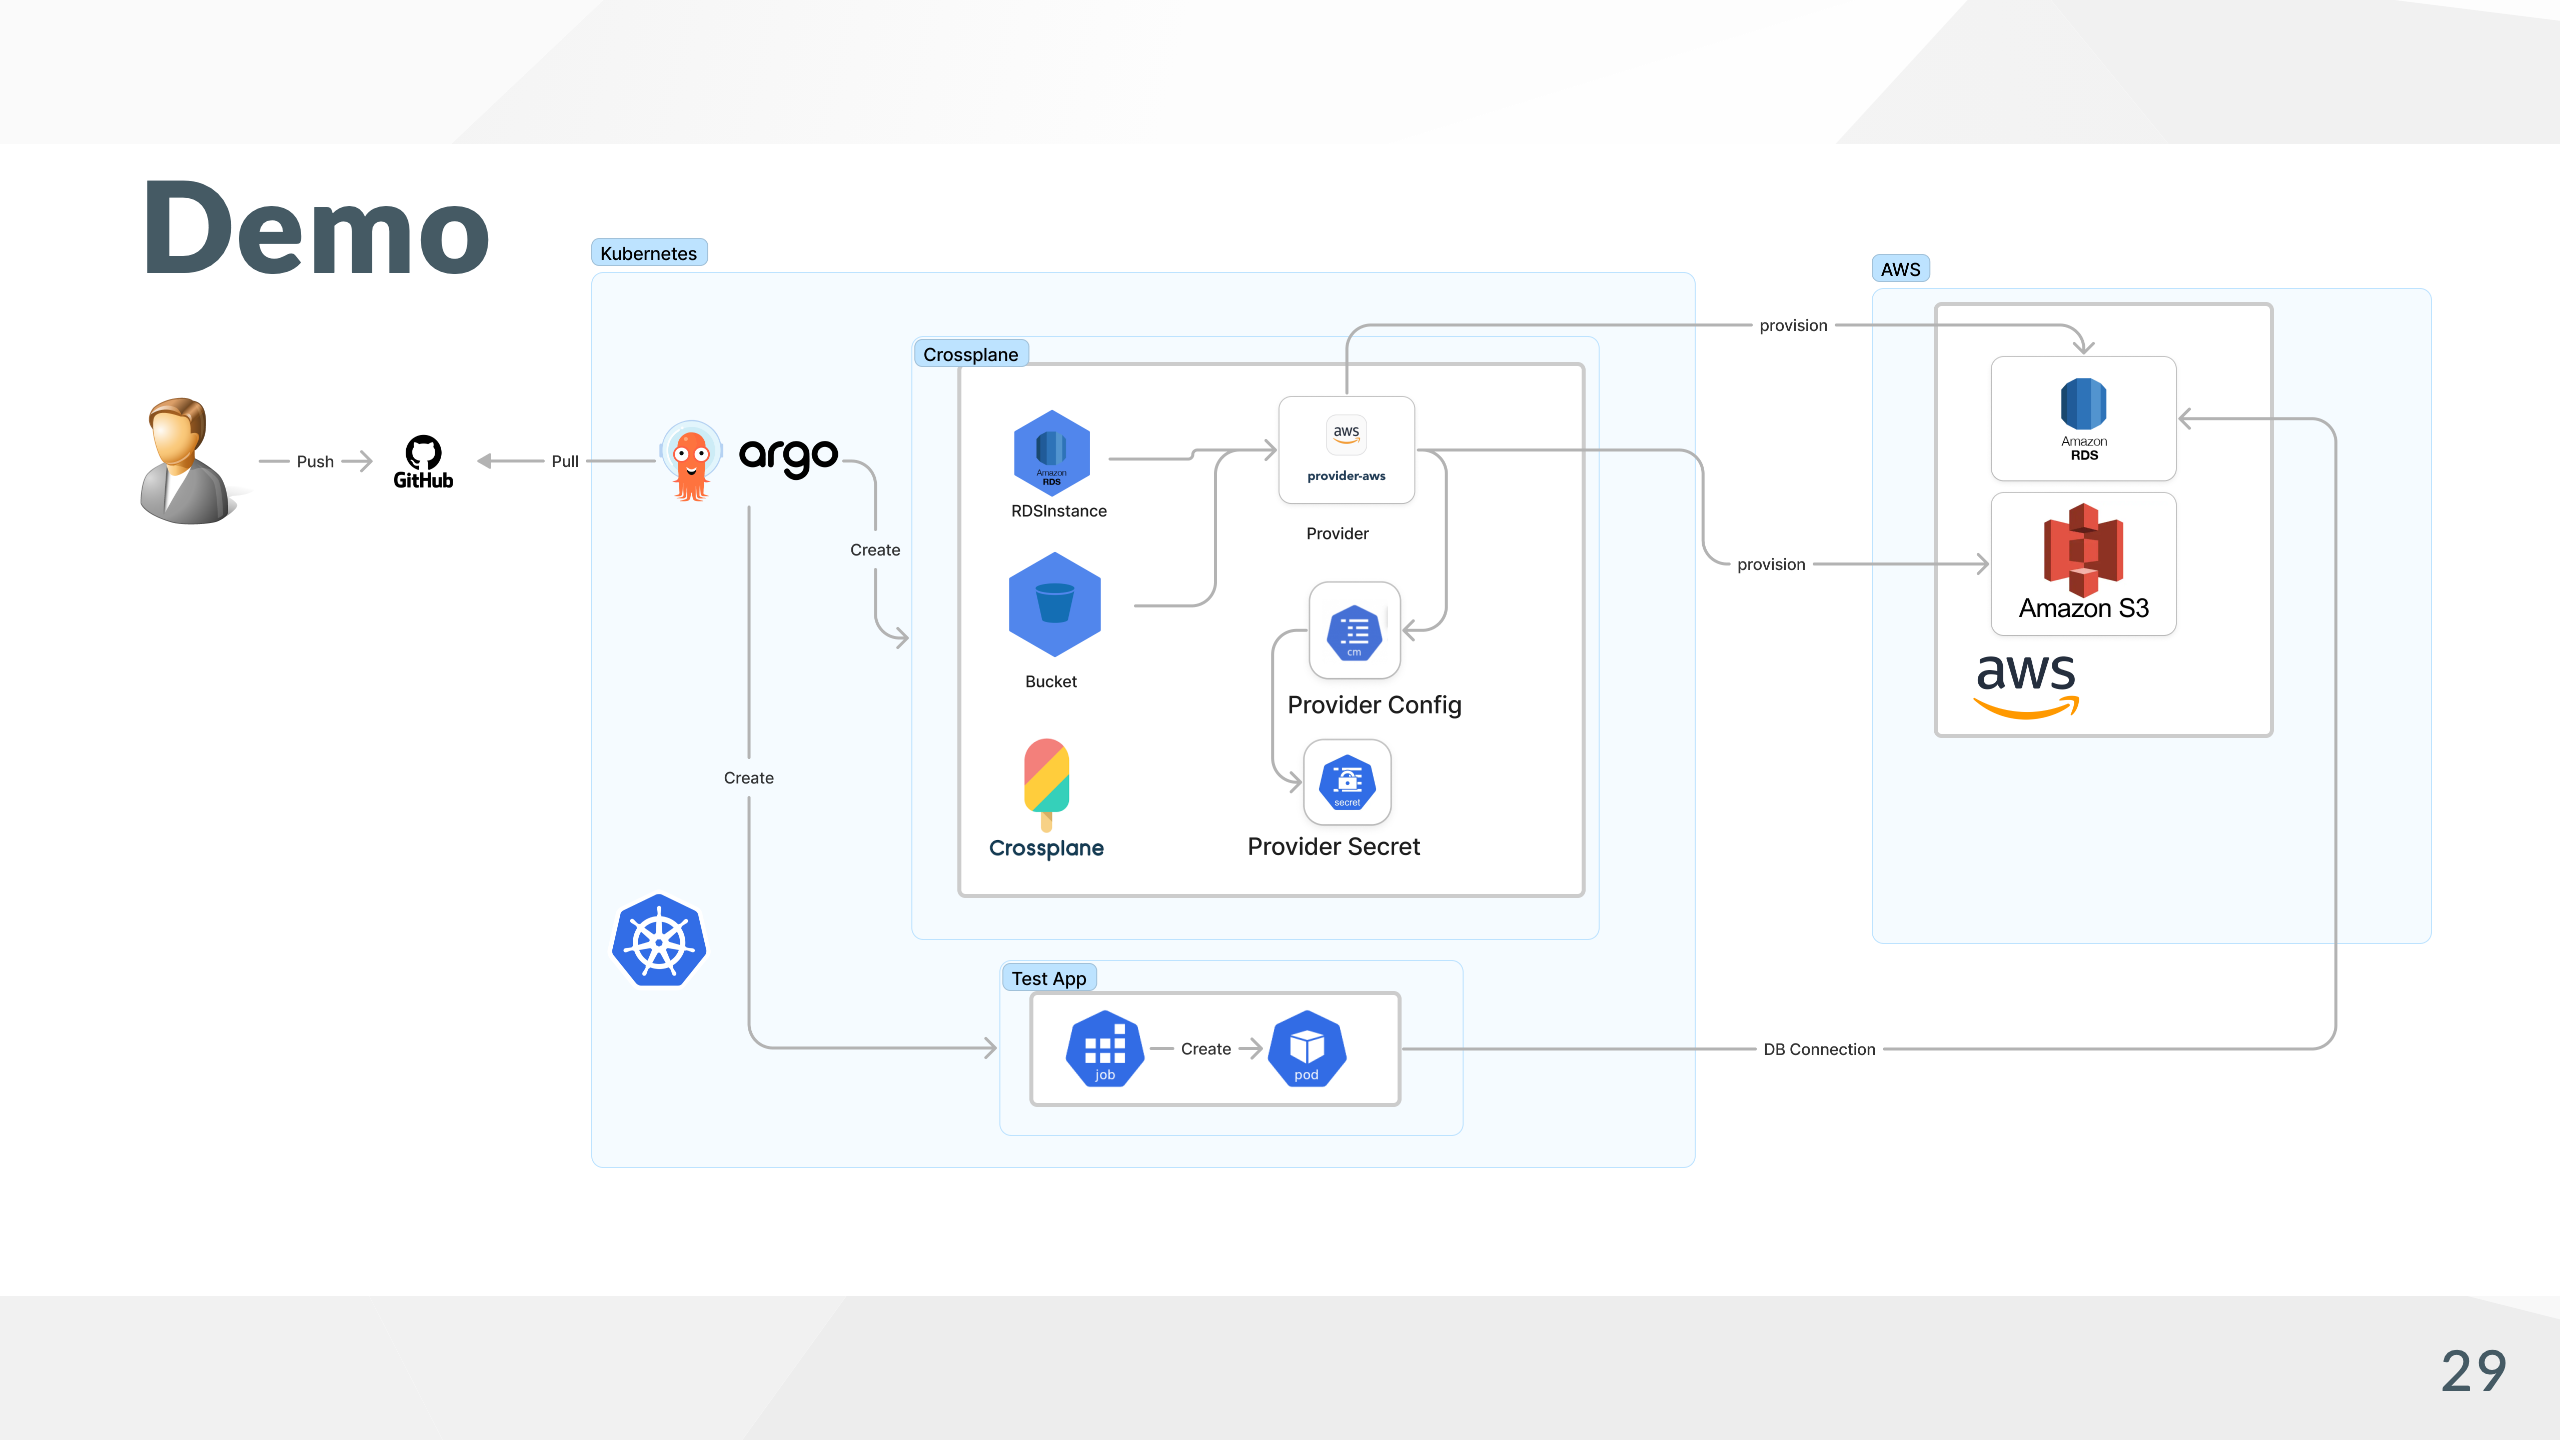 Demo
Kubernetes
AWS
provision
Crossplane
aws
provider-aws
Provider
Amazon
RDS
RDSInstance
Amazon
RDS
Push
GitHub
Pull
argo
Create
provision
Amazon S3
aws
Bucket
cm
Provider Config
Create
secret
Provider Secret
Crossplane
Test App
job
Create
pod
DB Connection
29